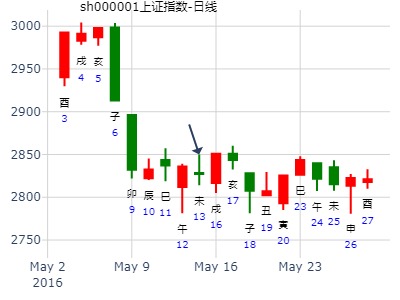 sh000001上证指数-日线
3000
2950
2900
2850
2800
2750
酉
3
戌
4
亥
5
子
6
卯
9
辰
10
巳
11
午
12
未
13
戌
16
亥
17
子
18
丑
19
寅
20
巳
23
午
24
未
25
申
26
酉
27
May 2
2016
May 9
May 16
May 23